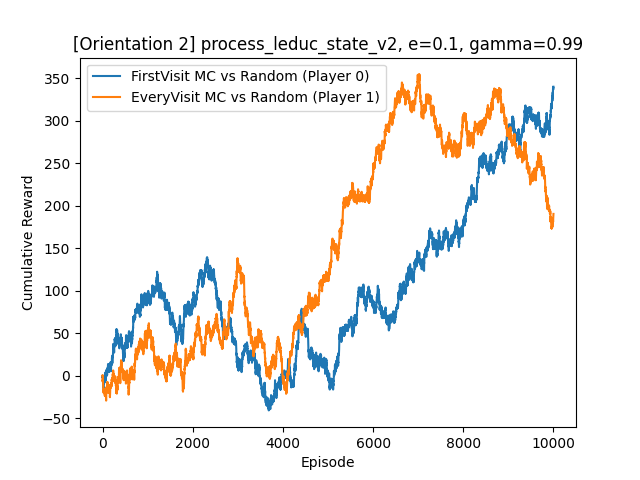 [Orientation 2] process_leduc_state_v2, e=0.1, gamma=0.99
FirstVisit MC vs Random (Player 0)
EveryVisit MC vs Random (Player 1)
Cumulative Reward
350
300
250
200
150
100
50
0
−50
0 2000 4000 6000 8000 10000
Episode